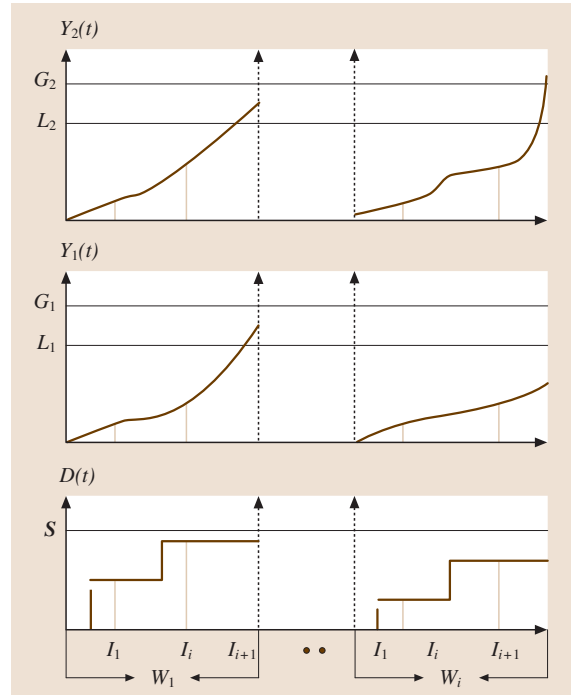 Y₂(t)
G₂
L₂
Y₁(t)
G₁
L₁
D(t)
S
I₁ Iᵢ Iᵢ₊₁ I₁ Iᵢ Iᵢ₊₁
W₁ Wᵢ